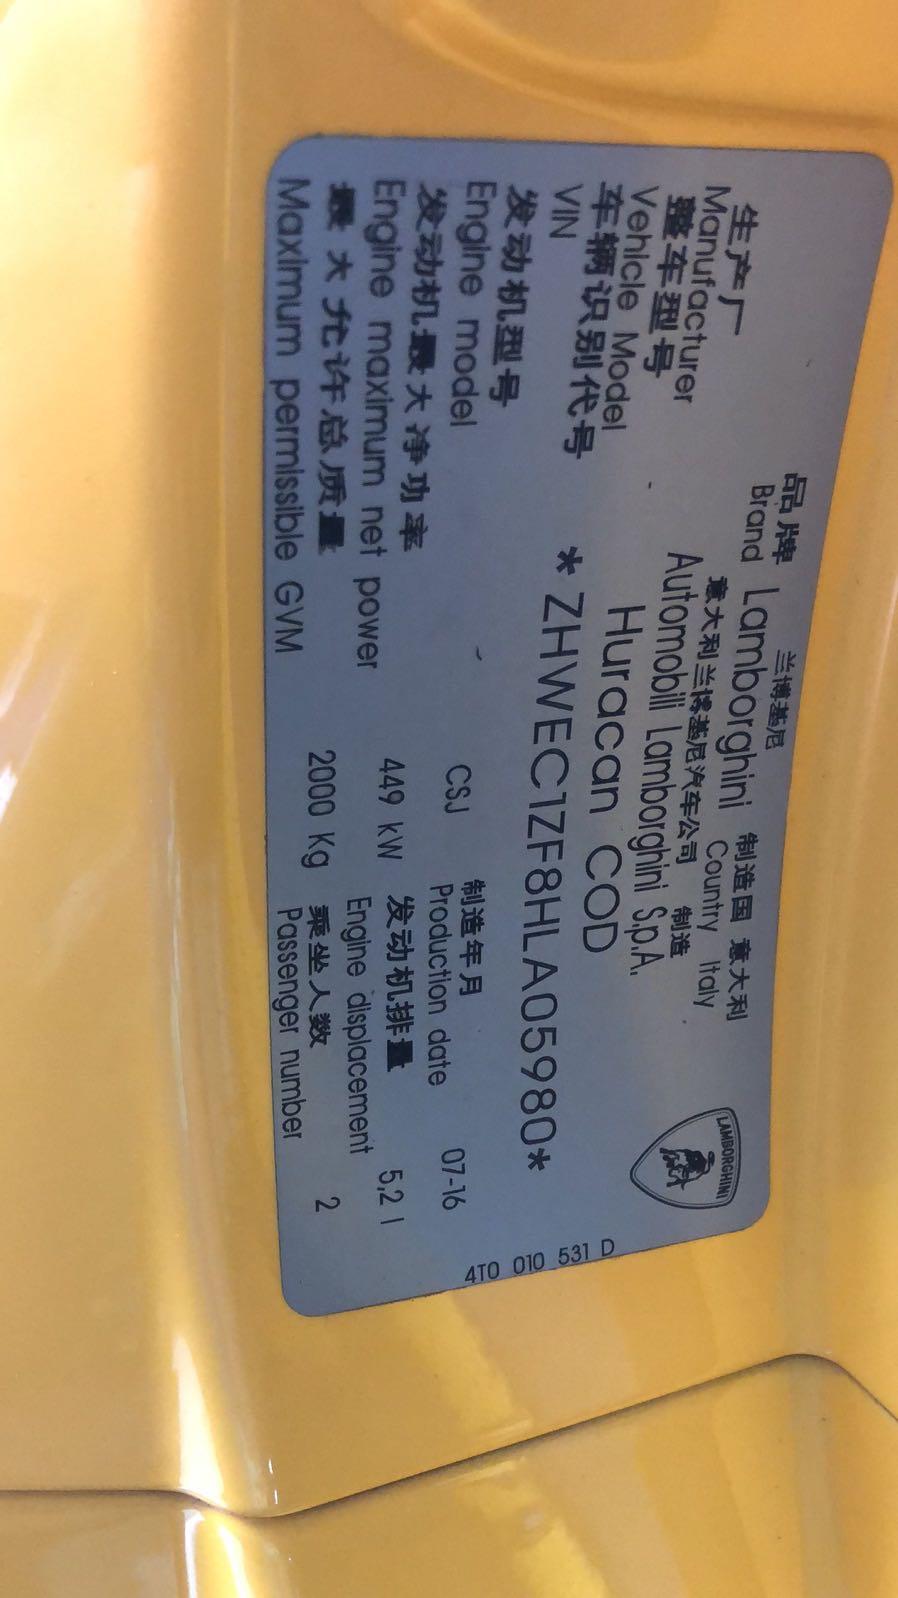 兰博基尼
品牌 Lamborghini 制造国 意大利
Brand Country Italy
生产厂 意大利兰博基尼汽车公司 制造
Manufacturer Automobili Lamborghini S.p.A.
整车型号
Vehicle Model Huracan COD
车辆识别代号
VIN *ZHWEC1ZF8HLA05980*
发动机型号 制造年月
Engine model CSJ Production date 07-16
发动机最大净功率 发动机排量
Engine maximum net power 449 kW Engine displacement 5,2 l
最大允许总质量 乘坐人数
Maximum permissible GVM 2000 Kg Passenger number 2
LAMBORGHINI
4T0 010 531 D